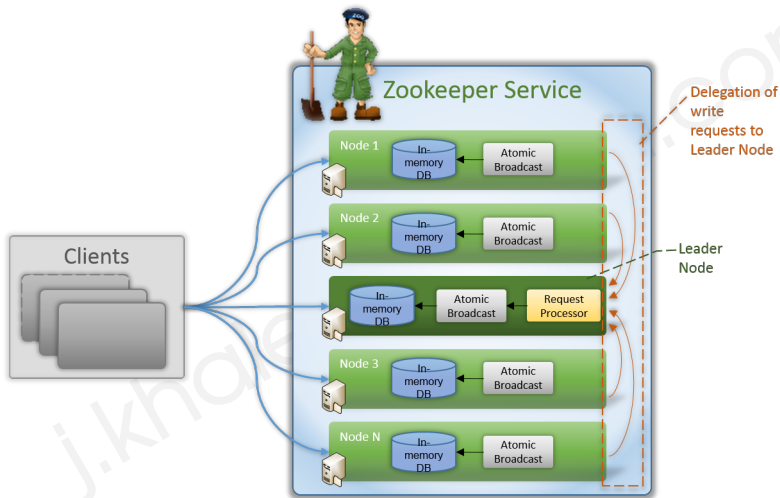 ZOO
Zookeeper Service
Delegation of
write
requests to
Leader Node
Node 1
In-
memory
DB
Atomic
Broadcast
Node 2
In-
memory
DB
Atomic
Broadcast
Clients
Leader
Node
In-
memory
DB
Atomic
Broadcast
Request
Processor
Node 3
In-
memory
DB
Atomic
Broadcast
Node N
In-
memory
DB
Atomic
Broadcast